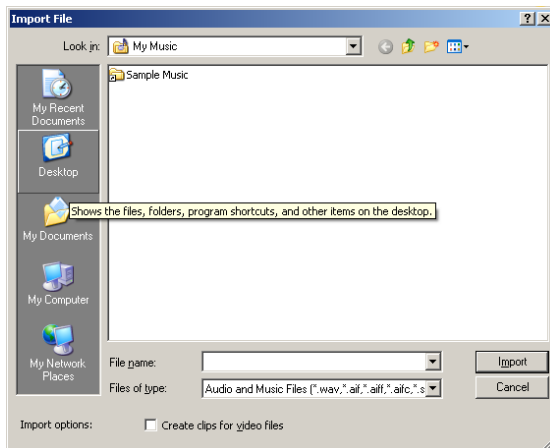 Import File
Look in: My Music
Sample Music
My Recent
Documents
Desktop
Shows the files, folders, program shortcuts, and other items on the desktop.
My Documents
My Computer
My Network
Places
File name:
Import
Files of type: Audio and Music Files (*.wav,*.aif,*.aiff,*.aifc,*.s
Cancel
Import options: Create clips for video files